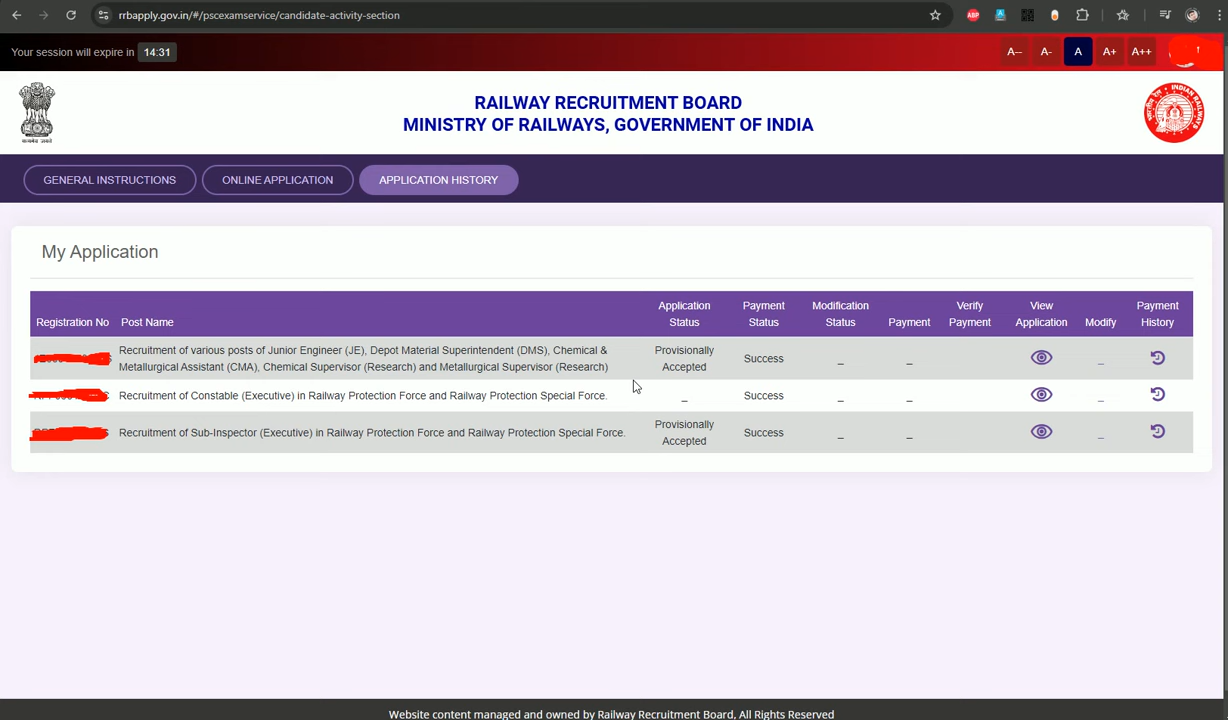 rrbapply.gov.in/#/pscexamservice/candidate-activity-section
ABP
Your session will expire in 14:31
A-- A- A A+ A++
RAILWAY RECRUITMENT BOARD
MINISTRY OF RAILWAYS, GOVERNMENT OF INDIA
सत्यमेव जयते
GENERAL INSTRUCTIONS ONLINE APPLICATION APPLICATION HISTORY
My Application
Registration No Post Name Application Status Payment Status Modification Status Payment Verify Payment View Application Modify Payment History
Recruitment of various posts of Junior Engineer (JE), Depot Material Superintendent (DMS), Chemical &
Metallurgical Assistant (CMA), Chemical Supervisor (Research) and Metallurgical Supervisor (Research)
Provisionally Accepted Success _ _ _
Recruitment of Constable (Executive) in Railway Protection Force and Railway Protection Special Force. _ Success _ _ _
Recruitment of Sub-Inspector (Executive) in Railway Protection Force and Railway Protection Special Force.
Provisionally Accepted Success _ _ _
Website content managed and owned by Railway Recruitment Board, All Rights Reserved